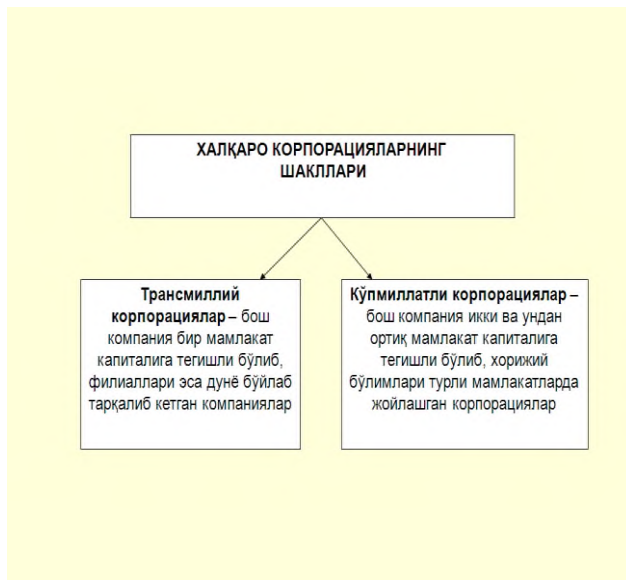 ХАЛҚАРО КОРПОРАЦИЯЛАРНИНГ
ШАКЛЛАРИ
Трансмиллий
корпорациялар – бош
компания бир мамлакат
капиталига тегишли бўлиб,
филиаллари эса дунё бўйлаб
тарқалиб кетган компаниялар
Кўпмиллатли корпорациялар –
бош компания икки ва ундан
ортиқ мамлакат капиталига
тегишли бўлиб, хорижий
бўлимлари турли мамлакатларда
жойлашган корпорациялар